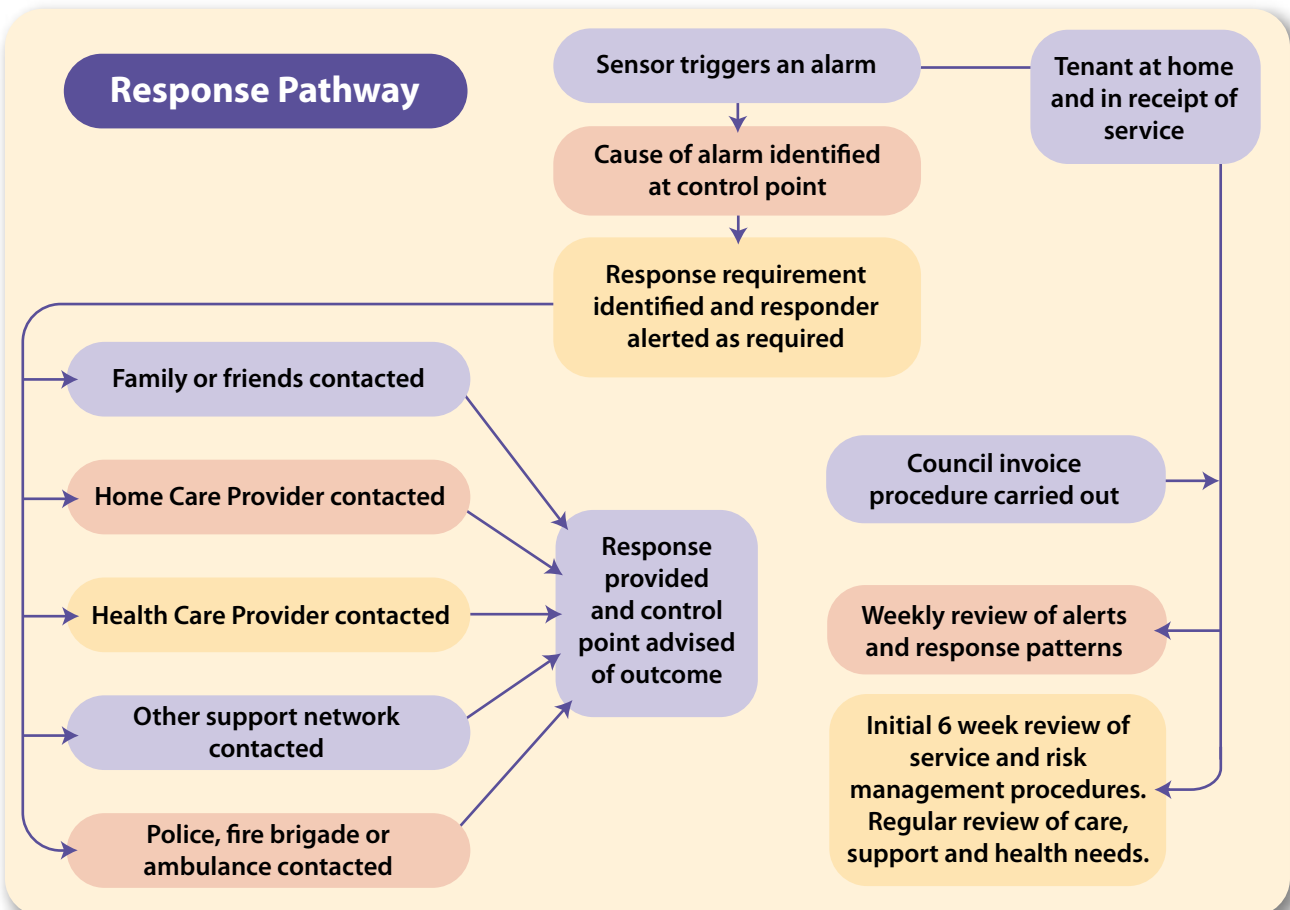 Response Pathway
Sensor triggers an alarm
Tenant at home
and in receipt of
service
Cause of alarm identified
at control point
Response requirement
identified and responder
alerted as required
Family or friends contacted
Home Care Provider contacted
Health Care Provider contacted
Other support network
contacted
Police, fire brigade or
ambulance contacted
Response
provided
and control
point advised
of outcome
Council invoice
procedure carried out
Weekly review of alerts
and response patterns
Initial 6 week review of
service and risk
management procedures.
Regular review of care,
support and health needs.